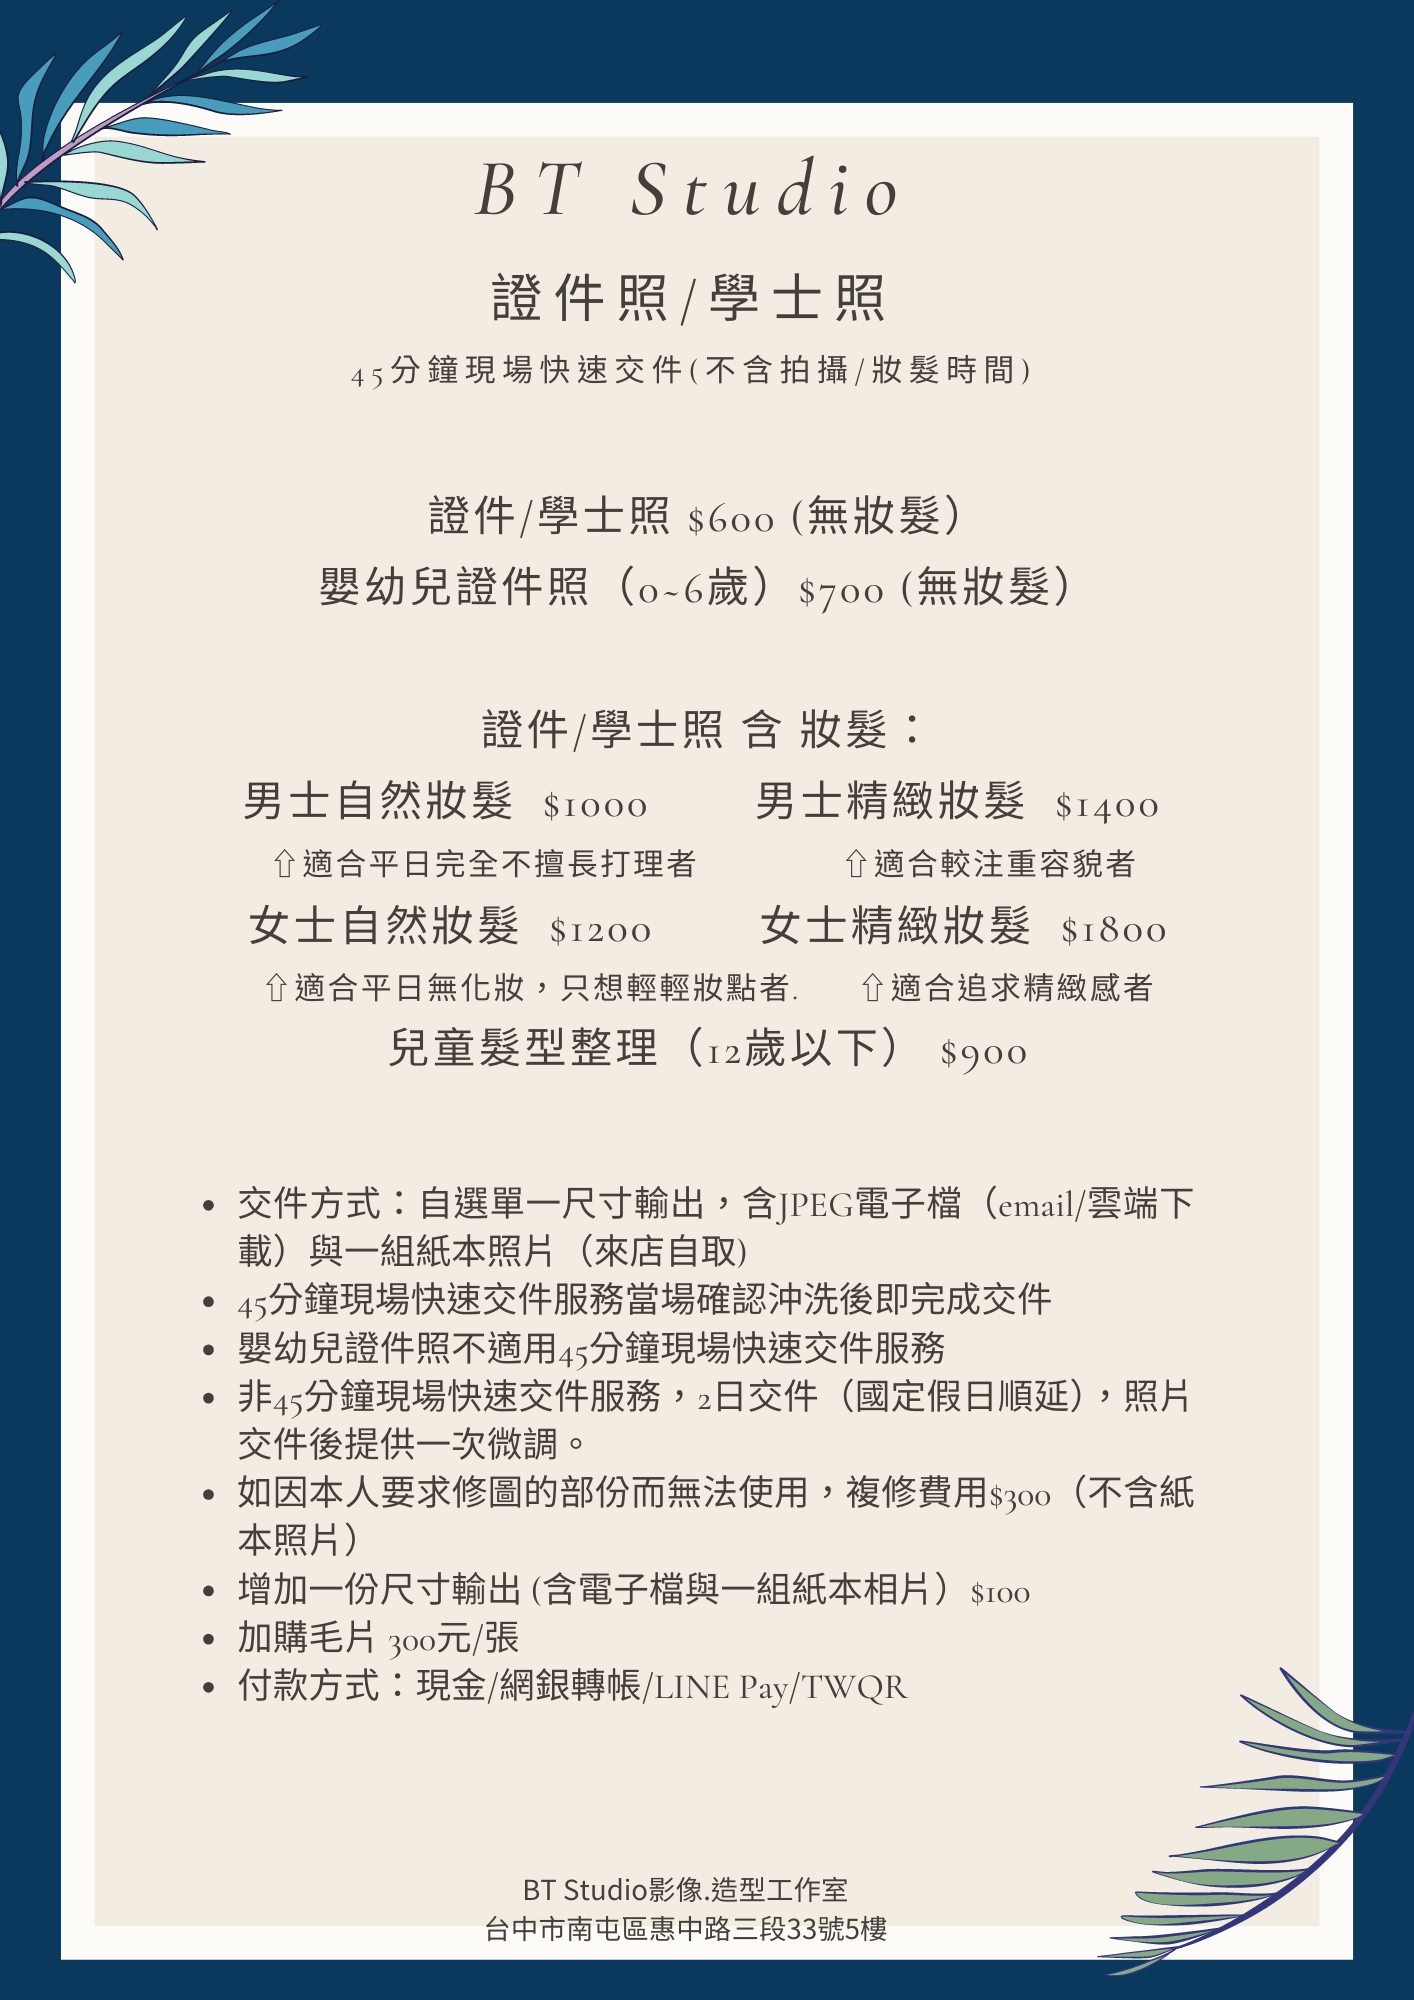 BT Studio
證件照/學士照
45分鐘現場快速交件(不含拍攝/妝髮時間)
證件/學士照 $600 (無妝髮）
嬰幼兒證件照（0~6歲） $700 (無妝髮）
證件/學士照 含 妝髮：
男士自然妝髮 $1000 男士精緻妝髮 $1400
⇧適合平日完全不擅長打理者 ⇧適合較注重容貌者
女士自然妝髮 $1200 女士精緻妝髮 $1800
⇧適合平日無化妝，只想輕輕妝點者. ⇧適合追求精緻感者
兒童髮型整理（12歲以下） $900
• 交件方式：自選單一尺寸輸出，含JPEG電子檔（email/雲端下
載）與一組紙本照片（來店自取)
• 45分鐘現場快速交件服務當場確認沖洗後即完成交件
• 嬰幼兒證件照不適用45分鐘現場快速交件服務
• 非45分鐘現場快速交件服務，2日交件（國定假日順延），照片
交件後提供一次微調。
• 如因本人要求修圖的部份而無法使用，複修費用$300（不含紙
本照片）
• 增加一份尺寸輸出 (含電子檔與一組紙本相片） $100
• 加購毛片 300元/張
• 付款方式：現金/網銀轉帳/LINE Pay/TWQR
BT Studio影像.造型工作室
台中市南屯區惠中路三段33號5樓